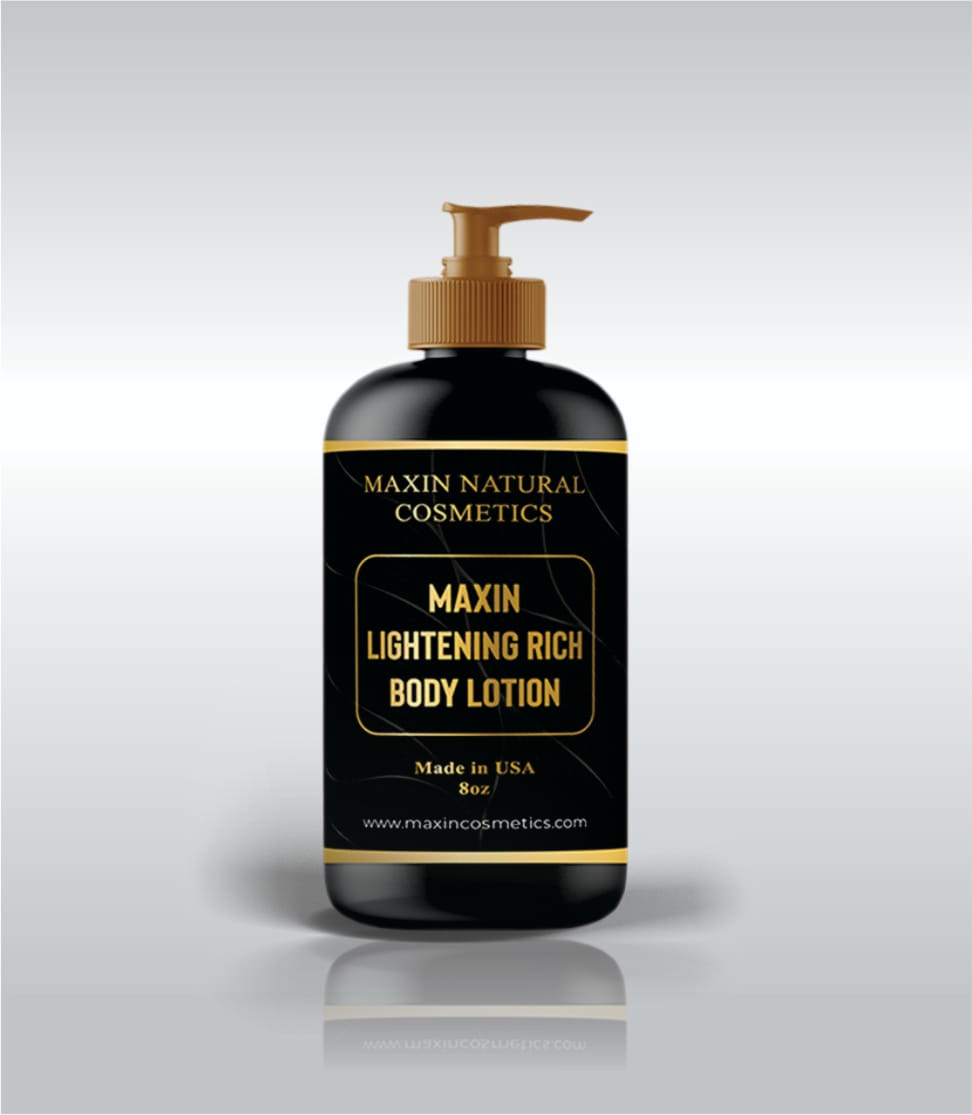 MAXIN NATURAL
COSMETICS
MAXIN
LIGHTENING RICH
BODY LOTION
Made in USA
8oz
www.maxincosmetics.com